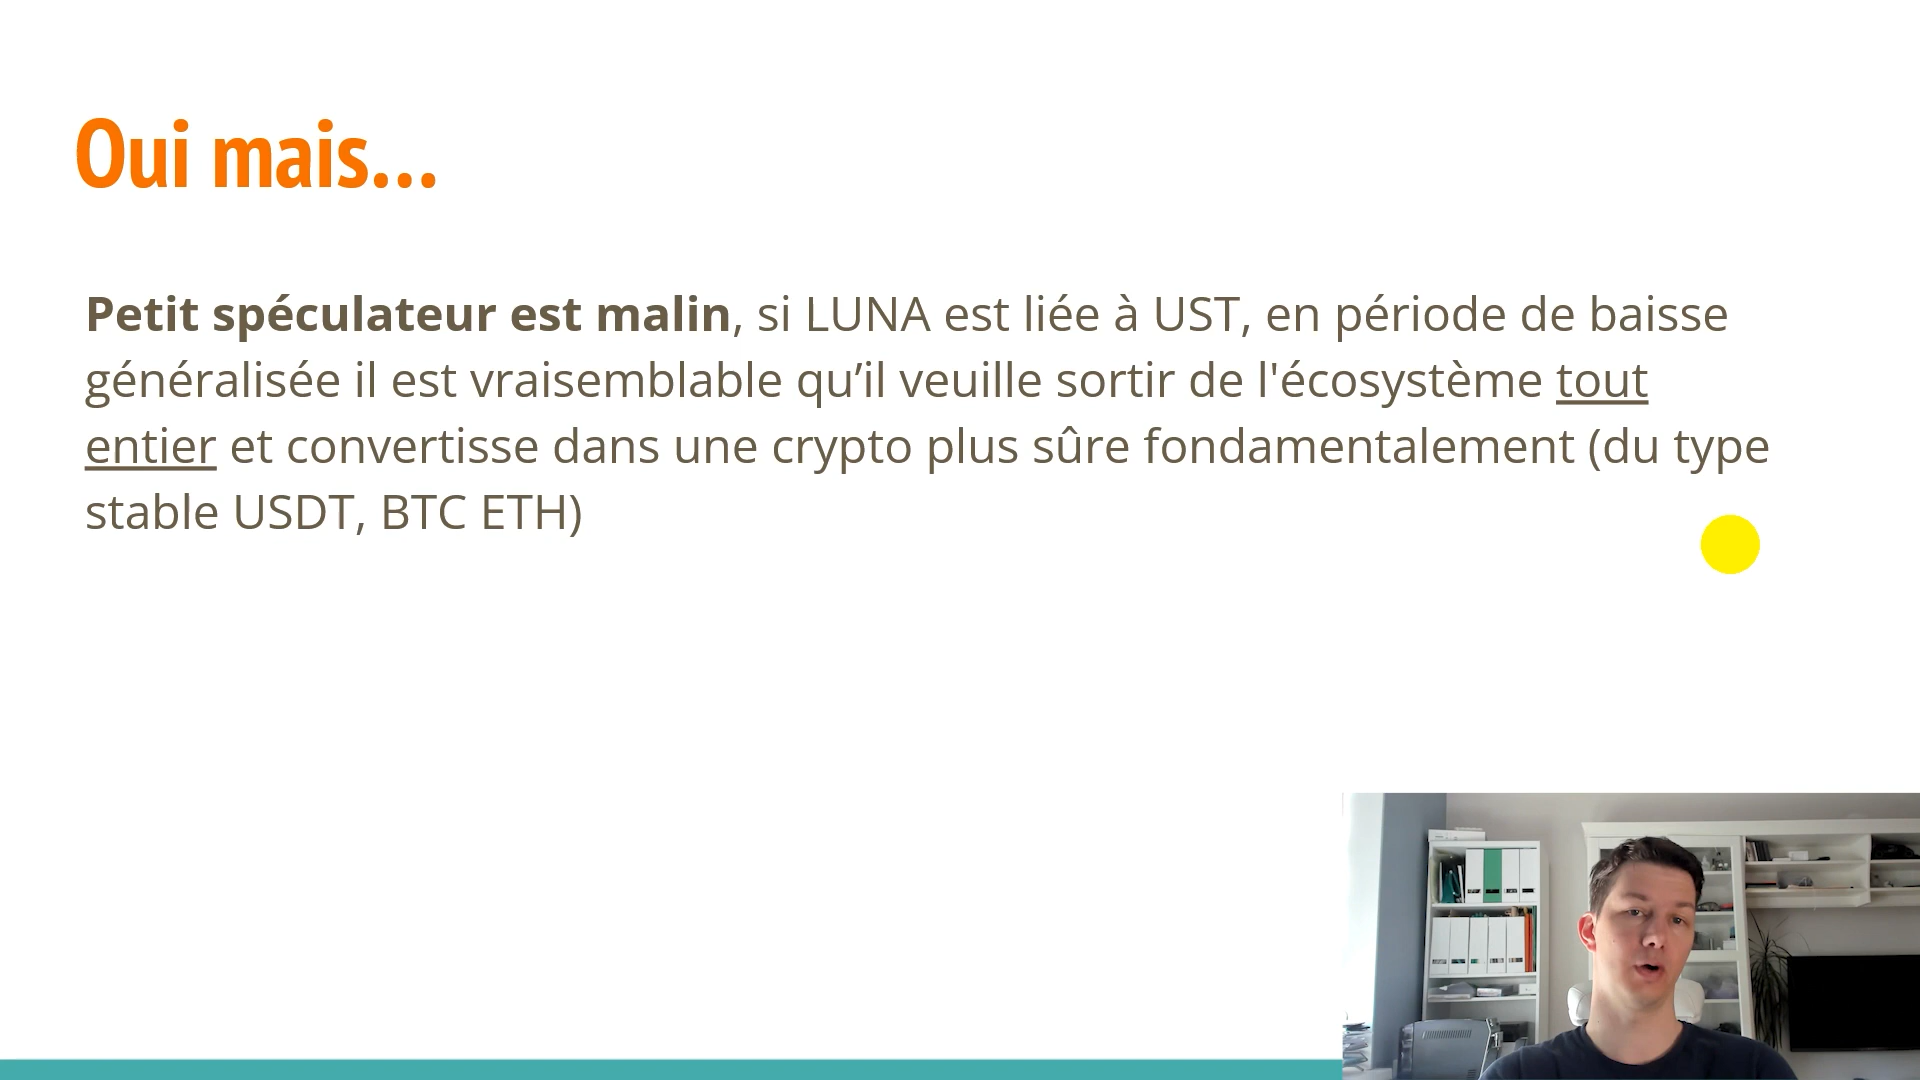 Oui mais...
Petit spéculateur est malin, si LUNA est liée à UST, en période de baisse
généralisée il est vraisemblable qu’il veuille sortir de l'écosystème tout
entier et convertisse dans une crypto plus sûre fondamentalement (du type
stable USDT, BTC ETH)